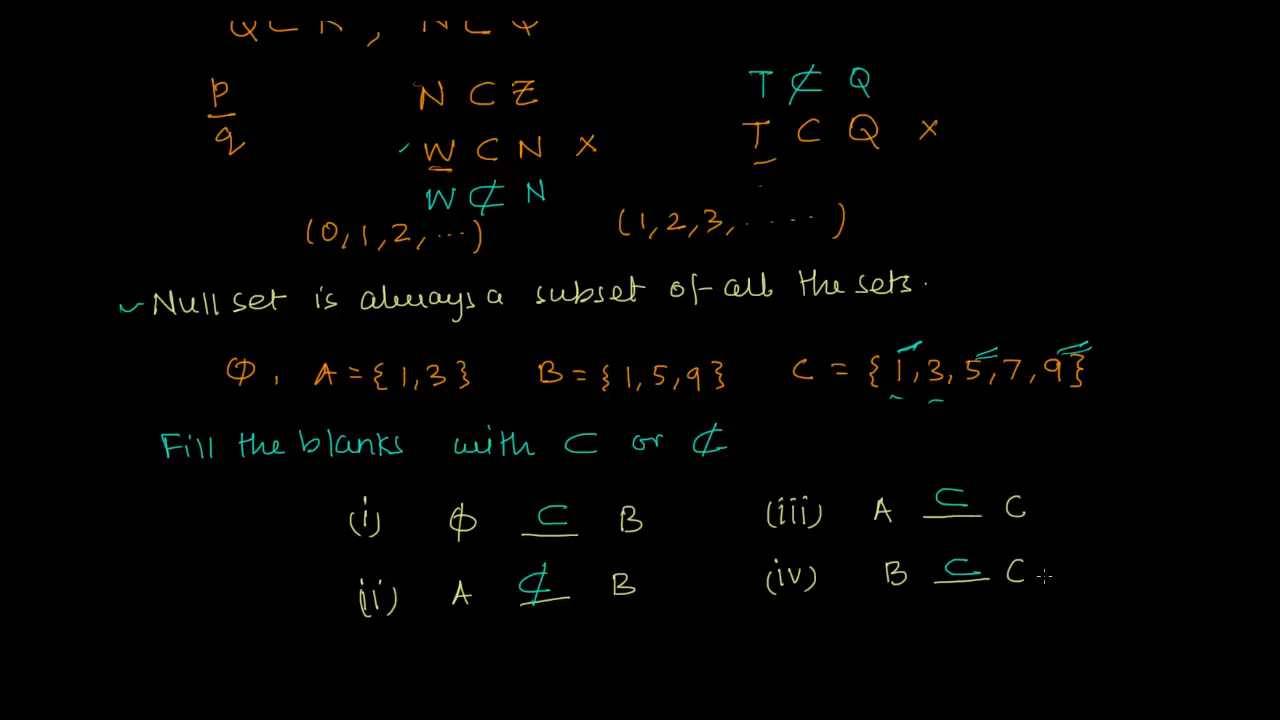 N ⊂ Z
T ⊄ Q
p/q
W ⊂ N ×
T ⊂ Q ×
W ⊄ N
(0, 1, 2, ...) (1, 2, 3, ......)
Null set is always a subset of all the sets.
Φ, A = {1, 3} B = {1, 5, 9} C = {1, 3, 5, 7, 9}
Fill the blanks with ⊂ or ⊄
(i) Φ ⊂ B (iii) A ⊂ C
(ii) A ⊄ B (iv) B ⊂ C